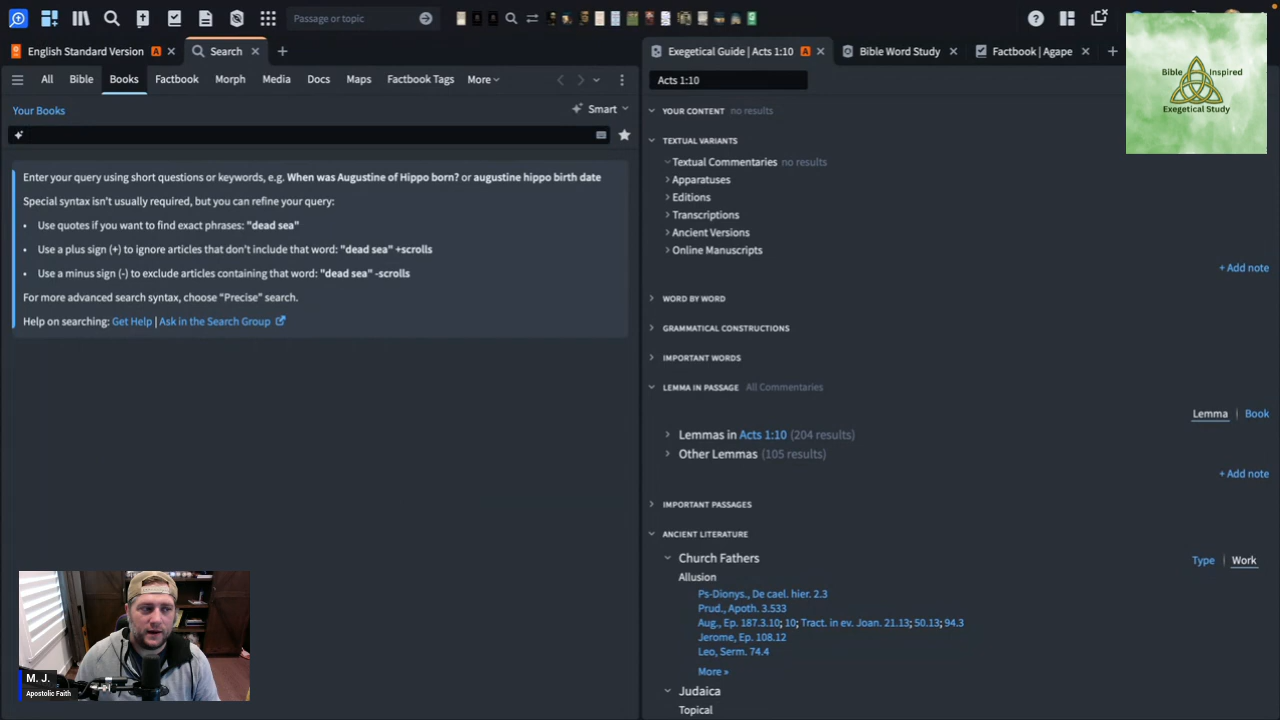 Passage or topic
English Standard Version A
Search
All Bible Books Factbook Morph Media Docs Maps Factbook Tags More
Your Books
Smart
Enter your query using short questions or keywords, e.g. When was Augustine of Hippo born? or augustine hippo birth date
Special syntax isn't usually required, but you can refine your query:
• Use quotes if you want to find exact phrases: "dead sea"
• Use a plus sign (+) to ignore articles that don't include that word: "dead sea" +scrolls
• Use a minus sign (-) to exclude articles containing that word: "dead sea" -scrolls
For more advanced search syntax, choose "Precise" search.
Help on searching: Get Help | Ask in the Search Group
M. J.
Apostolic Faith
Exegetical Guide | Acts 1:10 A
Bible Word Study
Factbook | Agape
Acts 1:10
YOUR CONTENT no results
TEXTUAL VARIANTS
Textual Commentaries no results
Apparatuses
Editions
Transcriptions
Ancient Versions
Online Manuscripts
+ Add note
WORD BY WORD
GRAMMATICAL CONSTRUCTIONS
IMPORTANT WORDS
LEMMA IN PASSAGE All Commentaries
Lemma | Book
Lemmas in Acts 1:10 (204 results)
Other Lemmas (105 results)
+ Add note
IMPORTANT PASSAGES
ANCIENT LITERATURE
Church Fathers
Type | Work
Allusion
Ps-Dionys., De cael. hier. 2.3
Prud., Apoth. 3.533
Aug., Ep. 187.3.10; 10; Tract. in ev. Joan. 21.13; 50.13; 94.3
Jerome, Ep. 108.12
Leo, Serm. 74.4
More »
Judaica
Topical
Bible Inspired
Exegetical Study